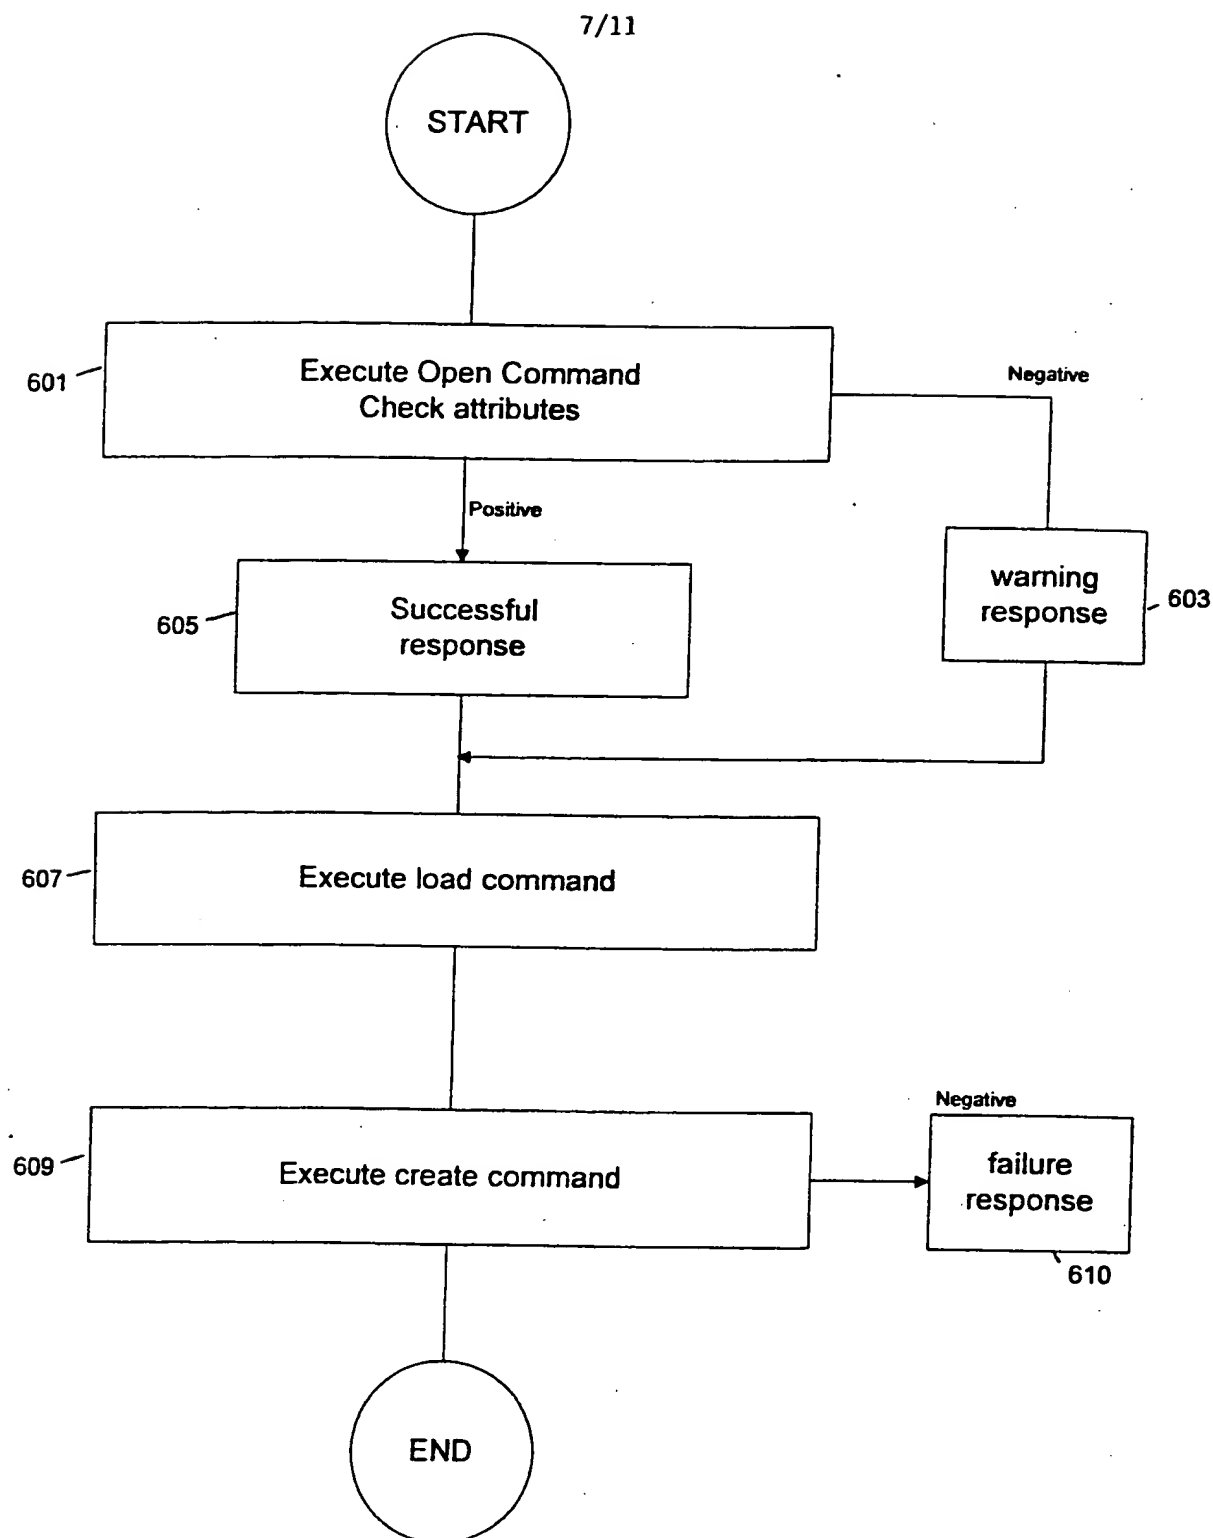 7/11
START
601
Execute Open Command
Check attributes
Negative
Positive
605
Successful
response
warning
response
603
607
Execute load command
609
Execute create command
Negative
failure
response
610
END